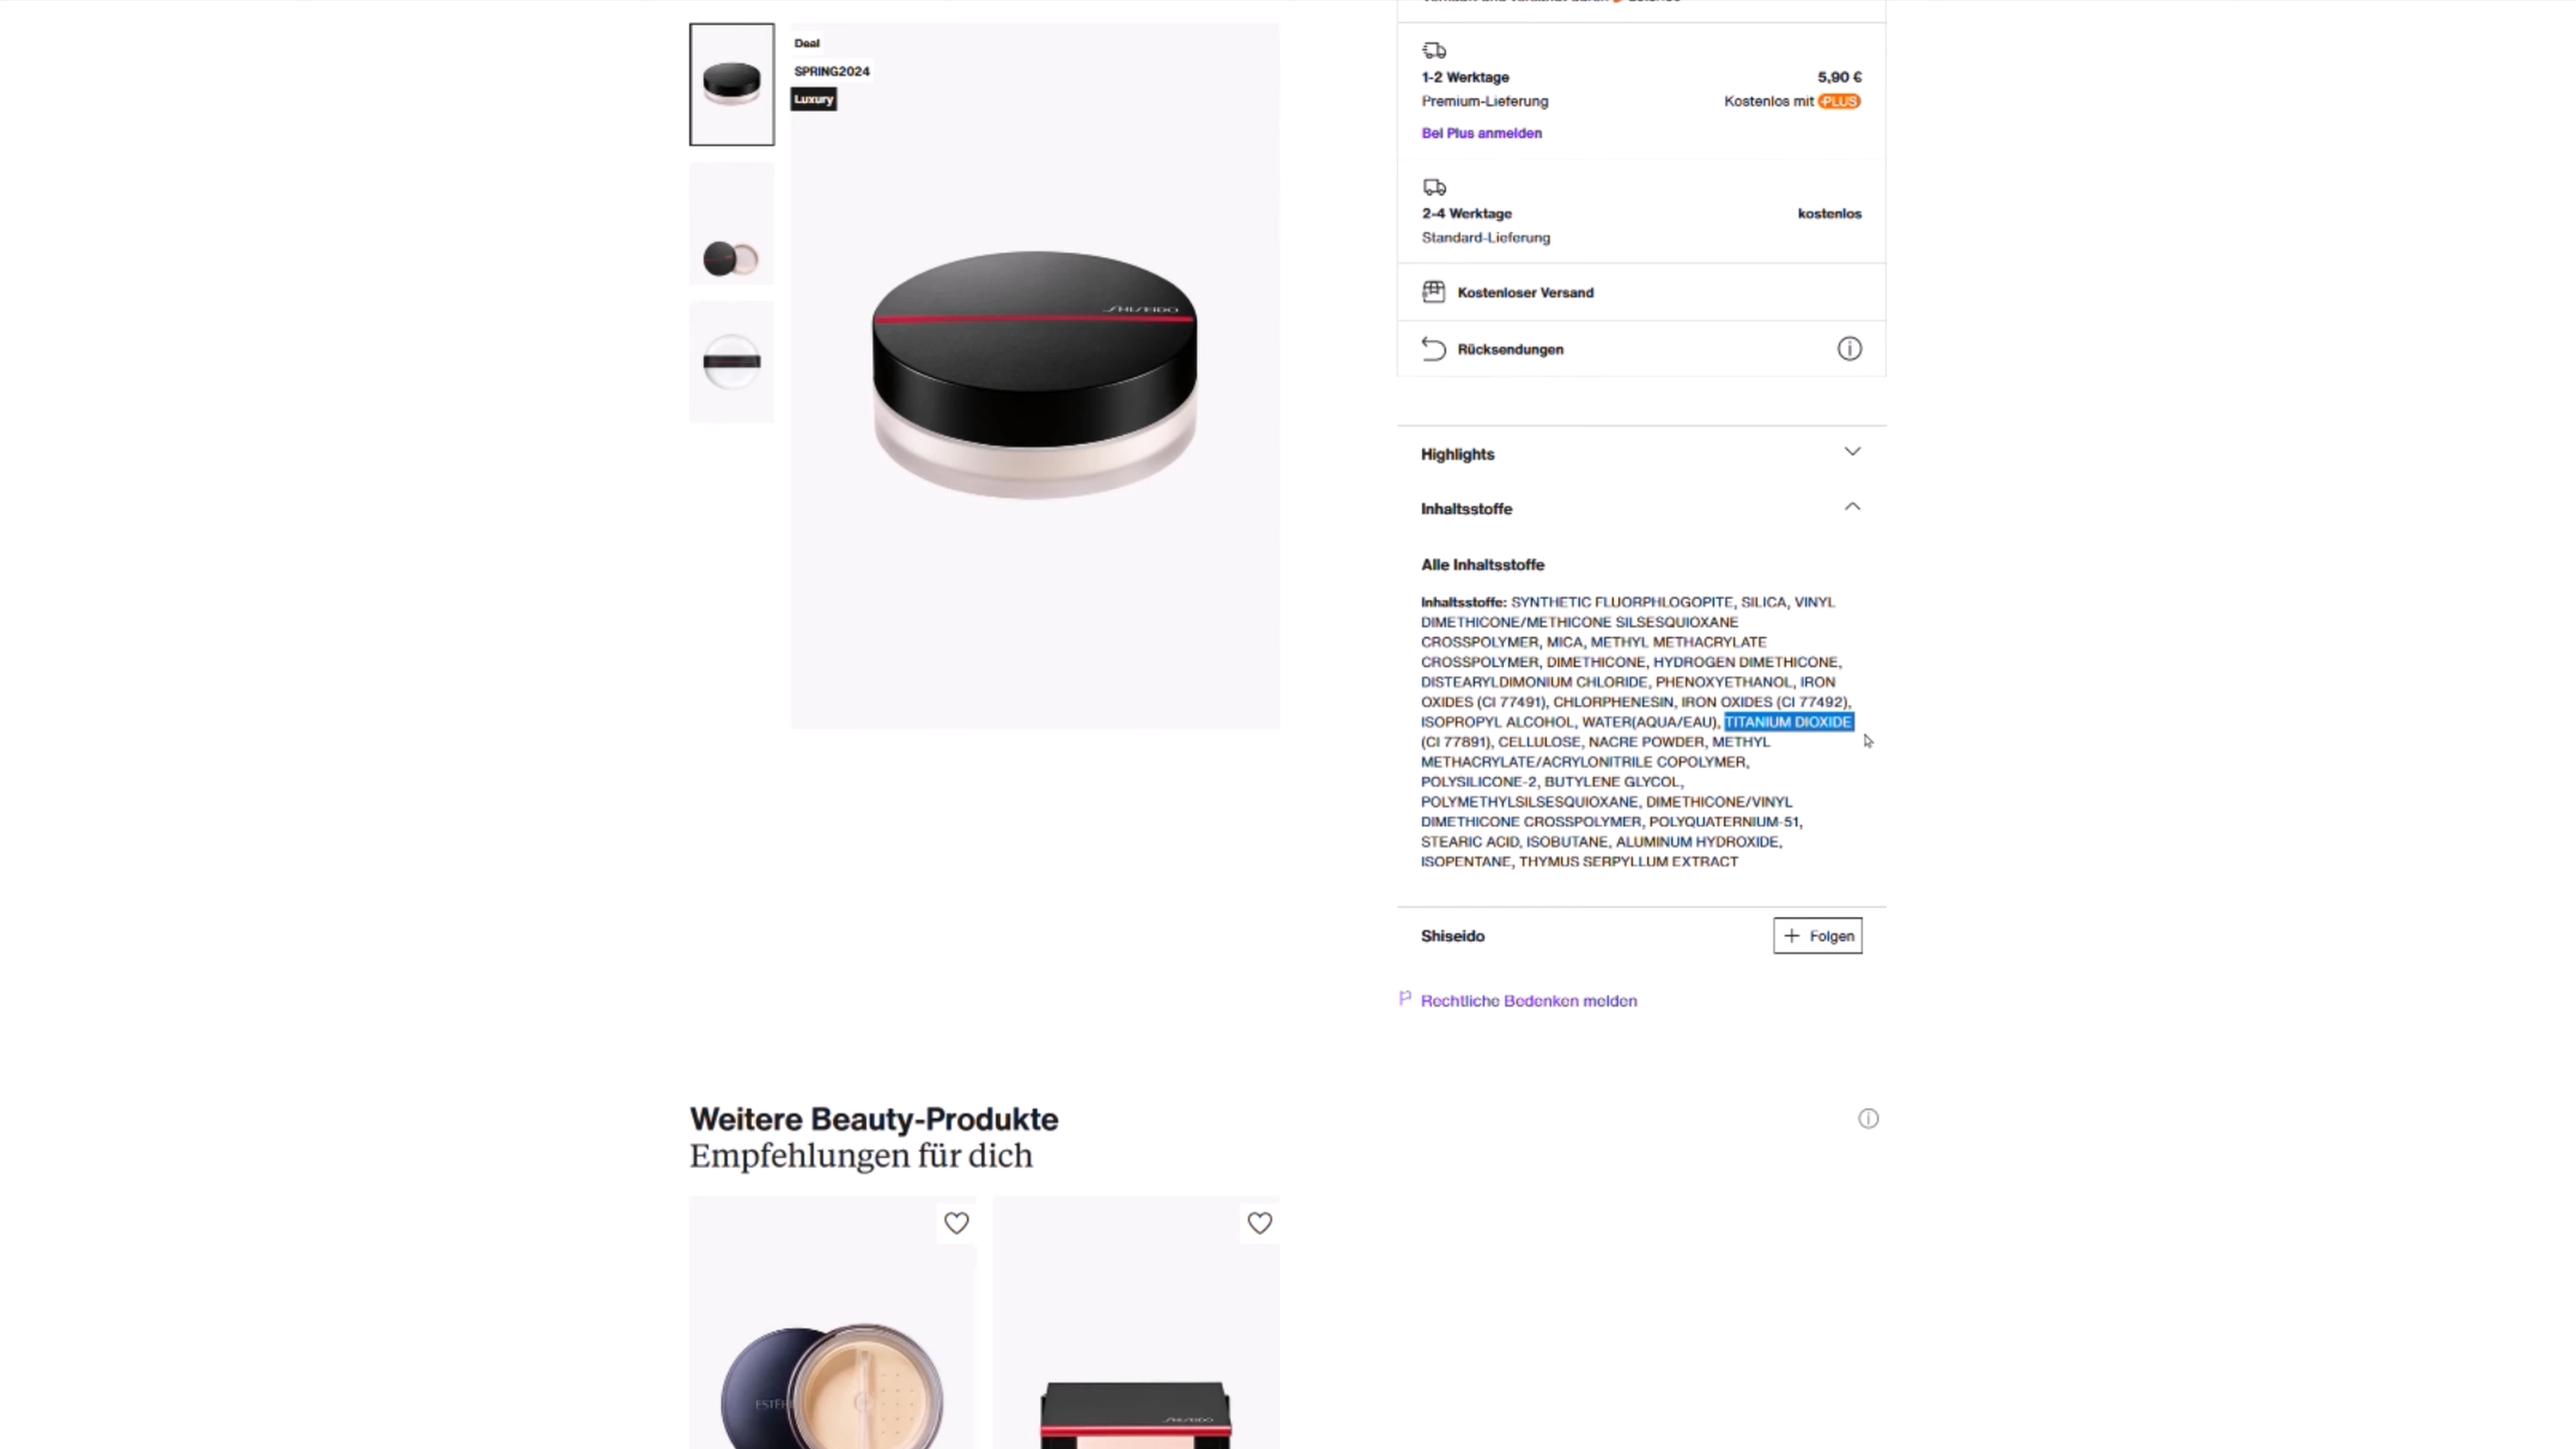 Deal
SPRING2024
Luxury
SHISEIDO
1-2 Werktage
5,90 €
Premium-Lieferung
Kostenlos mit PLUS
Bei Plus anmelden
2-4 Werktage
kostenlos
Standard-Lieferung
Kostenloser Versand
Rücksendungen
Highlights
Inhaltsstoffe
Alle Inhaltsstoffe
Inhaltsstoffe: SYNTHETIC FLUORPHLOGOPITE, SILICA, VINYL
DIMETHICONE/METHICONE SILSESQUIOXANE
CROSSPOLYMER, MICA, METHYL METHACRYLATE
CROSSPOLYMER, DIMETHICONE, HYDROGEN DIMETHICONE,
DISTEARYLDIMONIUM CHLORIDE, PHENOXYETHANOL, IRON
OXIDES (CI 77491), CHLORPHENESIN, IRON OXIDES (CI 77492),
ISOPROPYL ALCOHOL, WATER(AQUA/EAU), TITANIUM DIOXIDE
(CI 77891), CELLULOSE, NACRE POWDER, METHYL
METHACRYLATE/ACRYLONITRILE COPOLYMER,
POLYSILICONE-2, BUTYLENE GLYCOL,
POLYMETHYLSILSESQUIOXANE, DIMETHICONE/VINYL
DIMETHICONE CROSSPOLYMER, POLYQUATERNIUM-51,
STEARIC ACID, ISOBUTANE, ALUMINUM HYDROXIDE,
ISOPENTANE, THYMUS SERPYLLUM EXTRACT
Shiseido
+ Folgen
Rechtliche Bedenken melden
Weitere Beauty-Produkte
Empfehlungen für dich
SHISEIDO